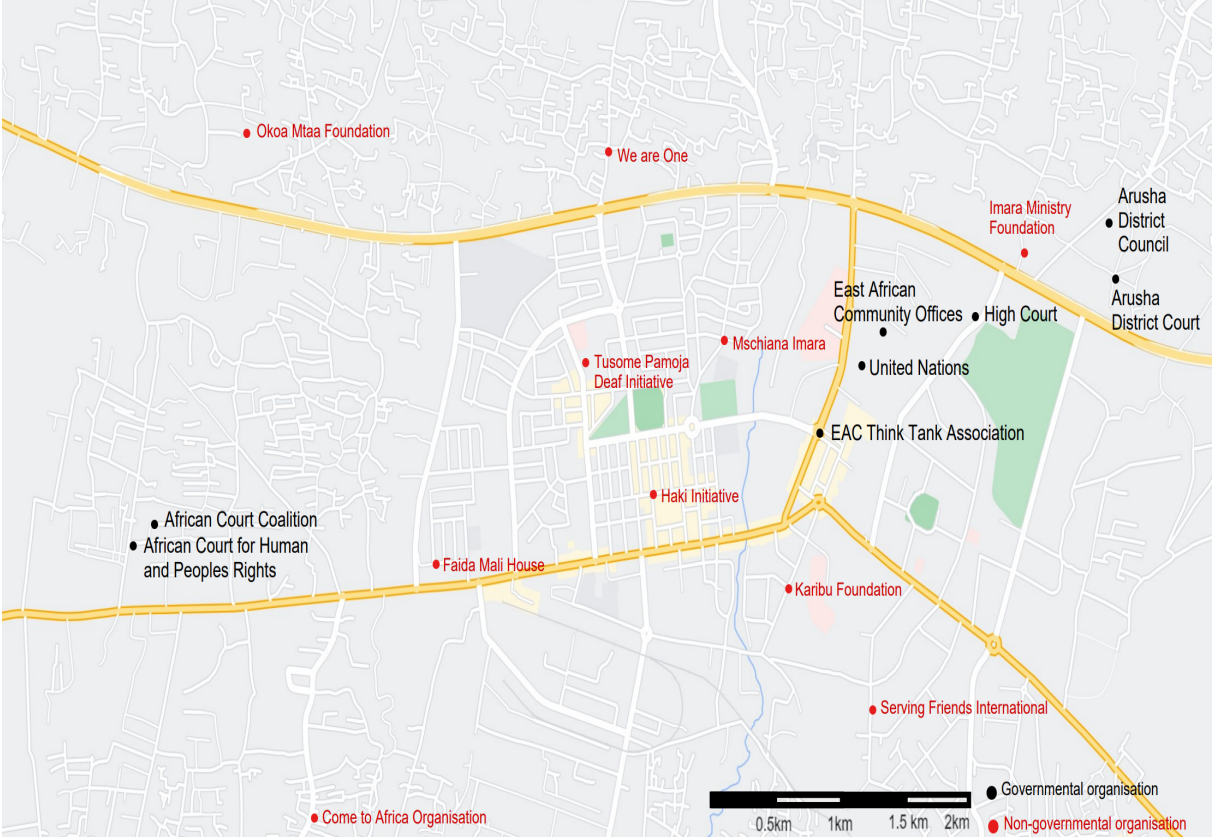 Okoa Mtaa Foundation
We are One
Imara Ministry
Foundation
Arusha
District
Council
Arusha
District Court
East African
Community Offices
High Court
United Nations
Mschiana Imara
Tusome Pamoja
Deaf Initiative
EAC Think Tank Association
Haki Initiative
African Court Coalition
African Court for Human
and Peoples Rights
Faida Mali House
Karibu Foundation
Serving Friends International
Come to Africa Organisation
0.5km 1km 1.5 km 2km
Governmental organisation
Non-governmental organisation